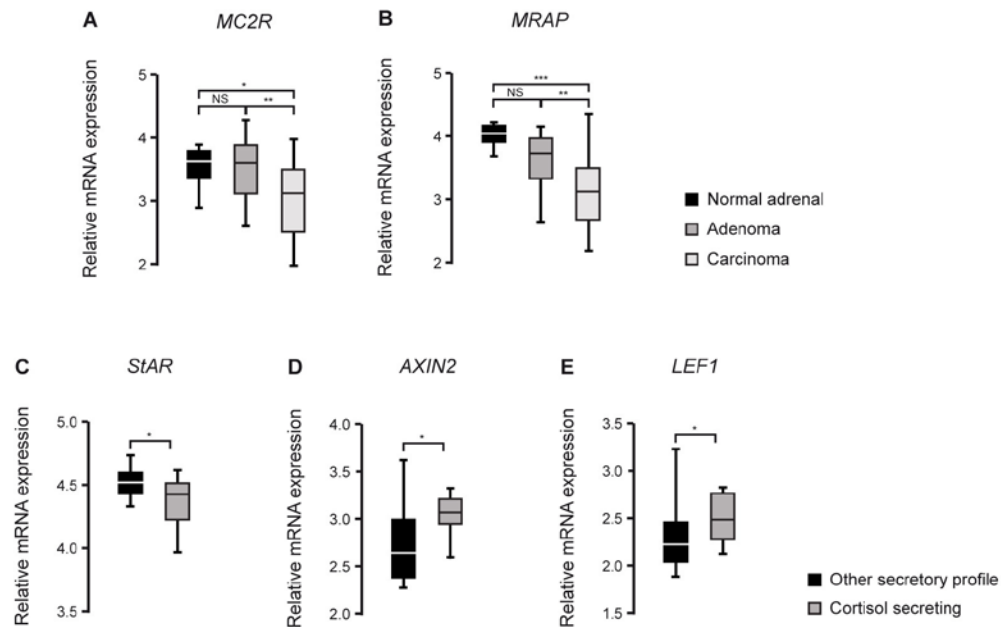 A
MC2R
Relative mRNA expression
5
4
3
2
*
NS
**
B
MRAP
Relative mRNA expression
5
4
3
2
***
NS
**
Normal adrenal
Adenoma
Carcinoma
C
StAR
Relative mRNA expression
5.0
4.5
4.0
3.5
*
D
AXIN2
Relative mRNA expression
4.0
3.5
3.0
2.5
2.0
*
E
LEF1
Relative mRNA expression
3.5
3.0
2.5
2.0
1.5
*
Other secretory profile
Cortisol secreting